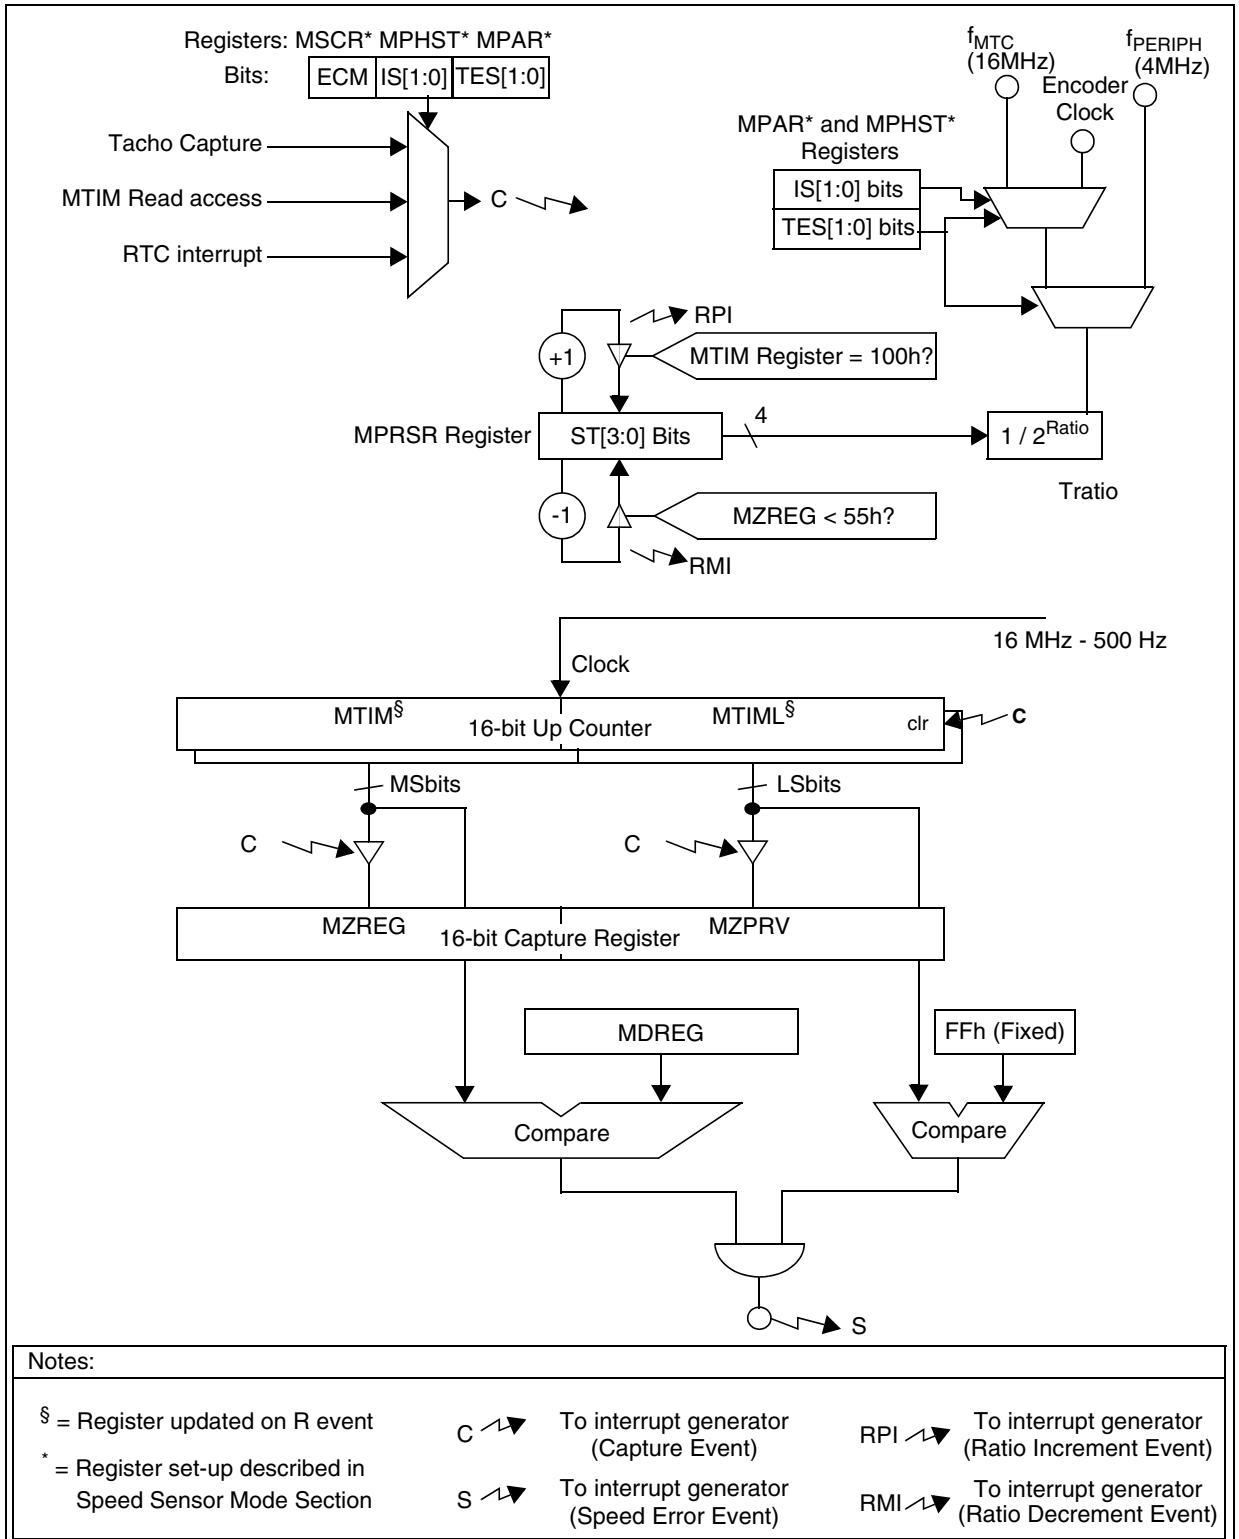 Registers: MSCR* MPHST* MPAR*
Bits:
ECM IS[1:0] TES[1:0]
Tacho Capture
MTIM Read access
RTC interrupt
C
fMTC
(16MHz)
Encoder
Clock
fPERIPH
(4MHz)
MPAR* and MPHST*
Registers
IS[1:0] bits
TES[1:0] bits
RPI
+1
MTIM Register = 100h?
MPRSR Register
ST[3:0] Bits
4
1 / 2Ratio
Tratio
-1
MZREG < 55h?
RMI
16 MHz - 500 Hz
Clock
MTIM§
16-bit Up Counter
MTIML§
clr
C
MSbits
LSbits
C
C
MZREG
16-bit Capture Register
MZPRV
MDREG
FFh (Fixed)
Compare
Compare
S
Notes:
§ = Register updated on R event
* = Register set-up described in
Speed Sensor Mode Section
C
To interrupt generator
(Capture Event)
S
To interrupt generator
(Speed Error Event)
RPI
To interrupt generator
(Ratio Increment Event)
RMI
To interrupt generator
(Ratio Decrement Event)